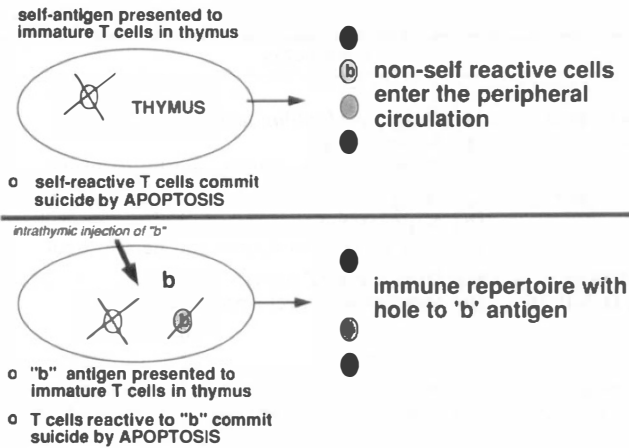 self-antigen presented to
immature T cells in thymus
THYMUS
b
non-self reactive cells
enter the peripheral
circulation
o self-reactive T cells commit
suicide by APOPTOSIS
intrathymic injection of "b"
b
b
immune repertoire with
hole to 'b' antigen
o "b" antigen presented to
immature T cells in thymus
o T cells reactive to "b" commit
suicide by APOPTOSIS